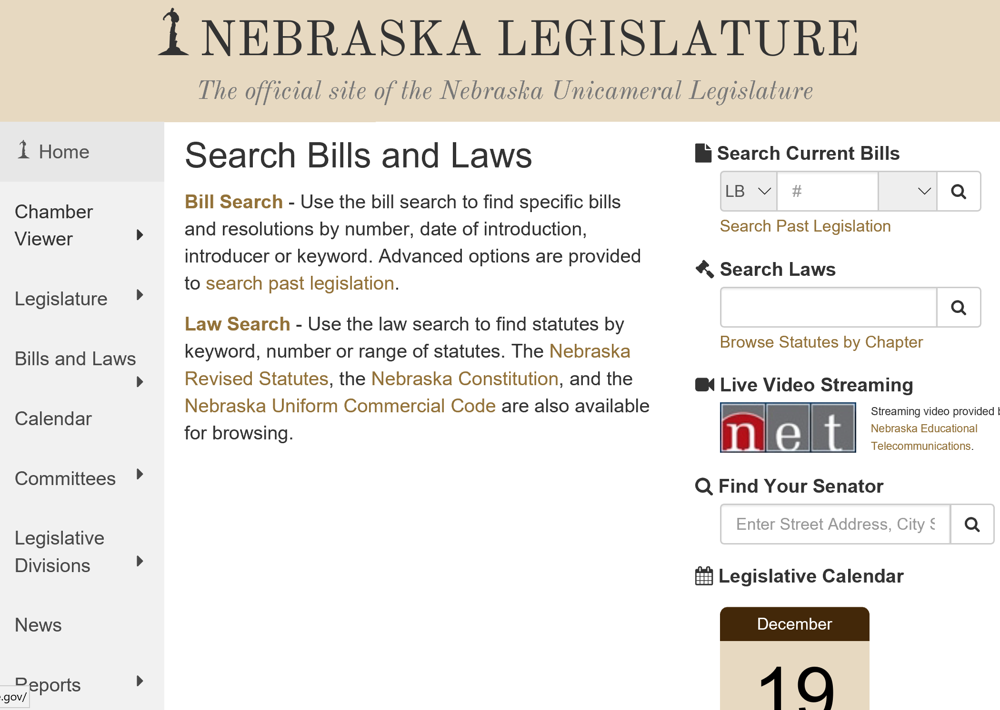 NEBRASKA LEGISLATURE
The official site of the Nebraska Unicameral Legislature
Home
Chamber
Viewer
Legislature
Bills and Laws
Calendar
Committees
Legislative
Divisions
News
Reports
.gov/
Search Bills and Laws
Bill Search - Use the bill search to find specific bills
and resolutions by number, date of introduction,
introducer or keyword. Advanced options are provided
to search past legislation.
Law Search - Use the law search to find statutes by
keyword, number or range of statutes. The Nebraska
Revised Statutes, the Nebraska Constitution, and the
Nebraska Uniform Commercial Code are also available
for browsing.
Search Current Bills
LB #
Search Past Legislation
Search Laws
Browse Statutes by Chapter
Live Video Streaming
net
Streaming video provided
Nebraska Educational
Telecommunications.
Find Your Senator
Enter Street Address, City
Legislative Calendar
December
19